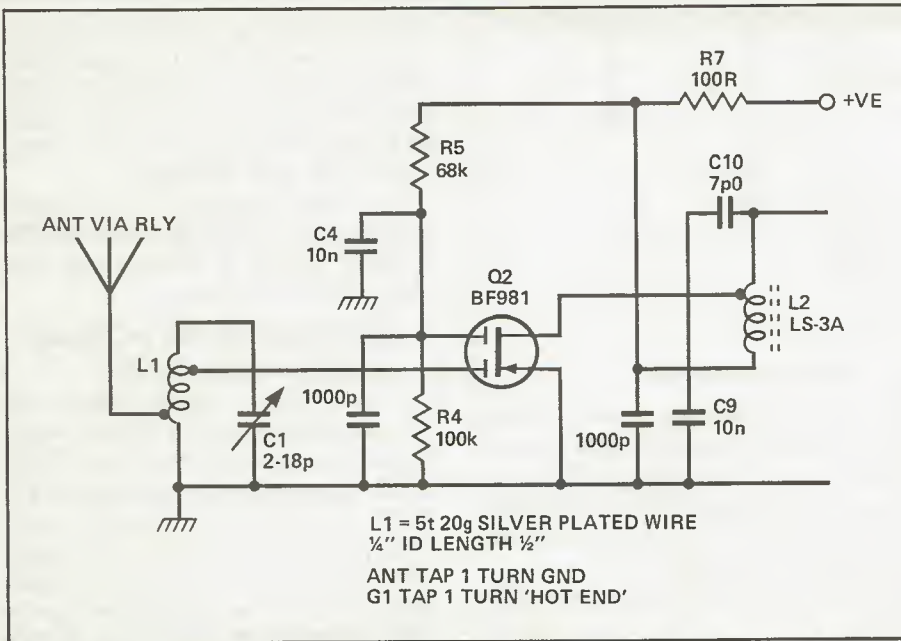 R7
100R
+VE
R5
68k
C10
7p0
ANT VIA RLY
C4
10n
Q2
BF981
L2
LS-3A
L1
1000p
C1
2-18p
R4
100k
1000p
C9
10n
L1 = 5t 20g SILVER PLATED WIRE
¼" ID LENGTH ½"
ANT TAP 1 TURN GND
G1 TAP 1 TURN 'HOT END'